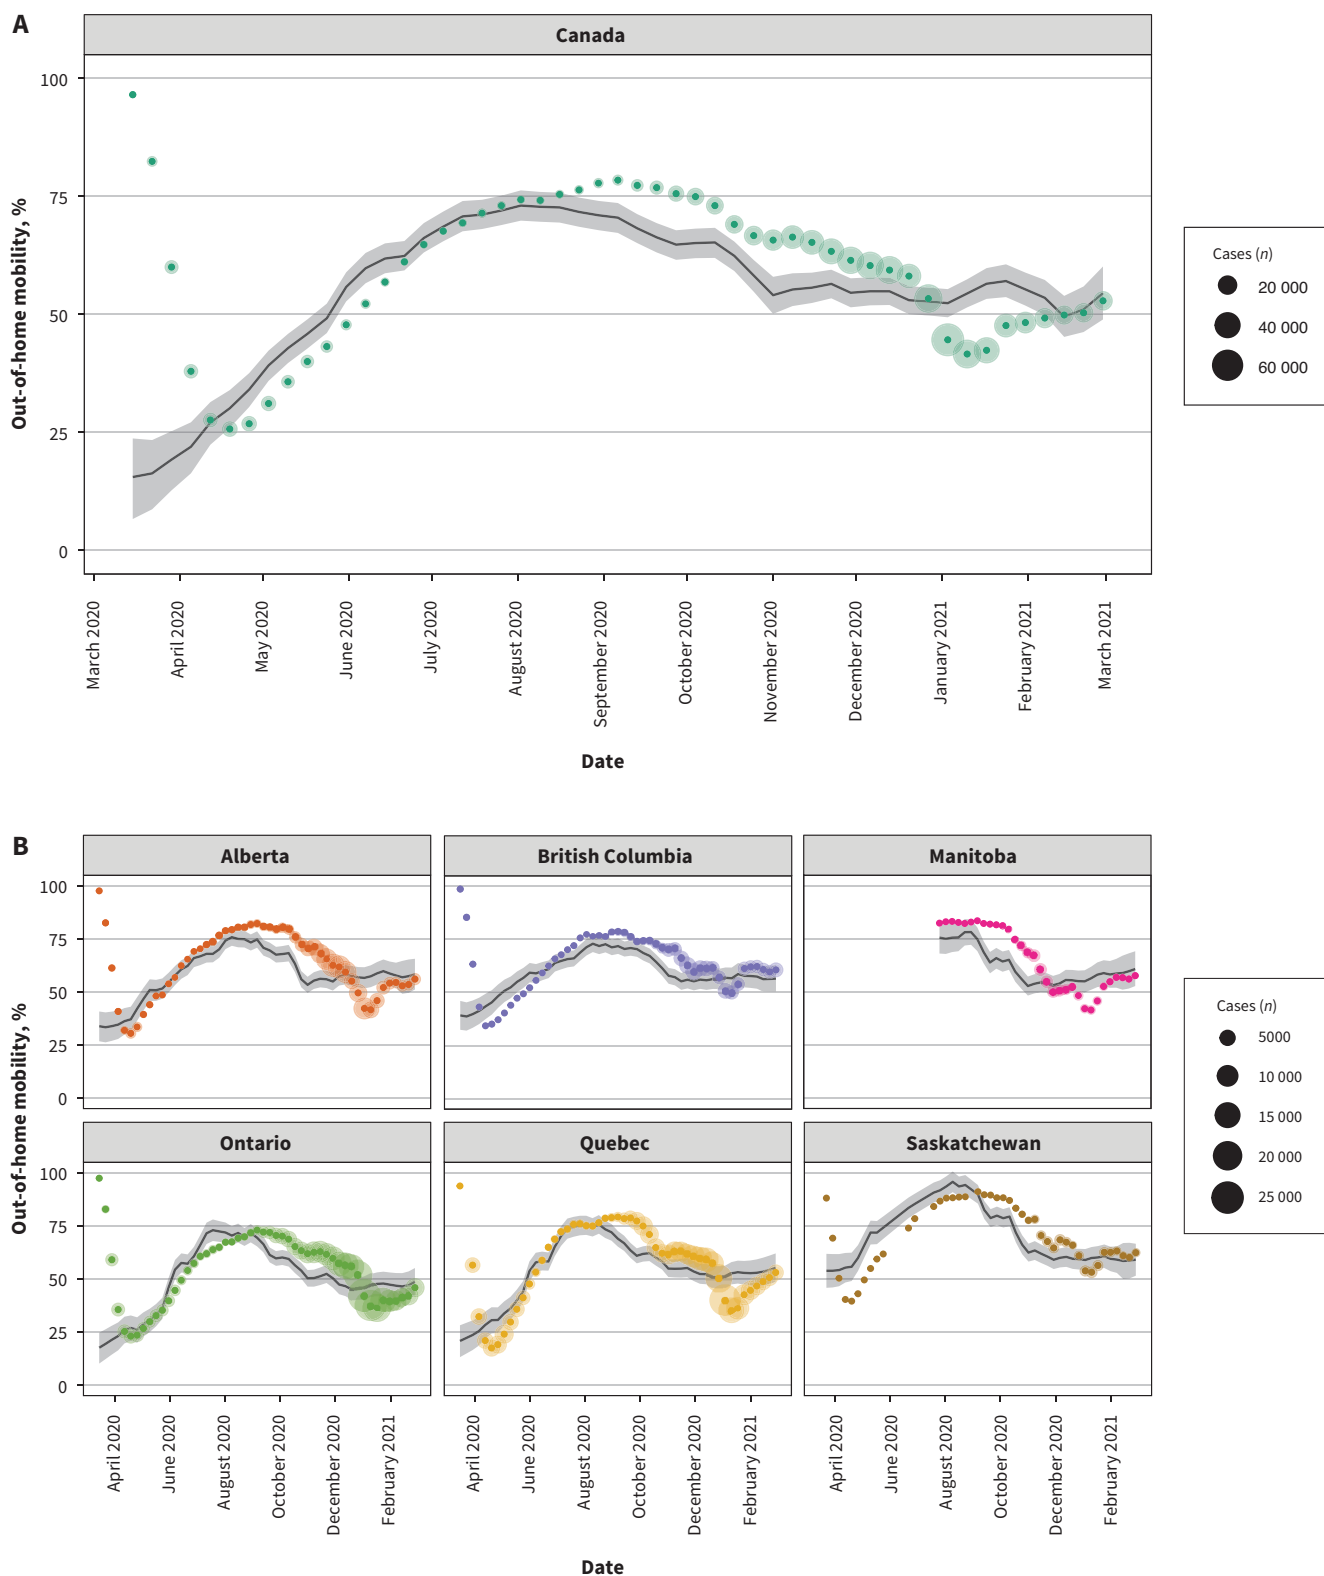 A
Canada
100
75
50
25
0
Out-of-home mobility, %
March 2020
April 2020
May 2020
June 2020
July 2020
August 2020
September 2020
October 2020
November 2020
December 2020
January 2021
February 2021
March 2021
Date
Cases (n)
20 000
40 000
60 000
B
Alberta
British Columbia
Manitoba
100
75
50
25
0
Out-of-home mobility, %
Ontario
Quebec
Saskatchewan
100
75
50
25
0
April 2020
June 2020
August 2020
October 2020
December 2020
February 2021
April 2020
June 2020
August 2020
October 2020
December 2020
February 2021
April 2020
June 2020
August 2020
October 2020
December 2020
February 2021
Date
Cases (n)
5000
10 000
15 000
20 000
25 000